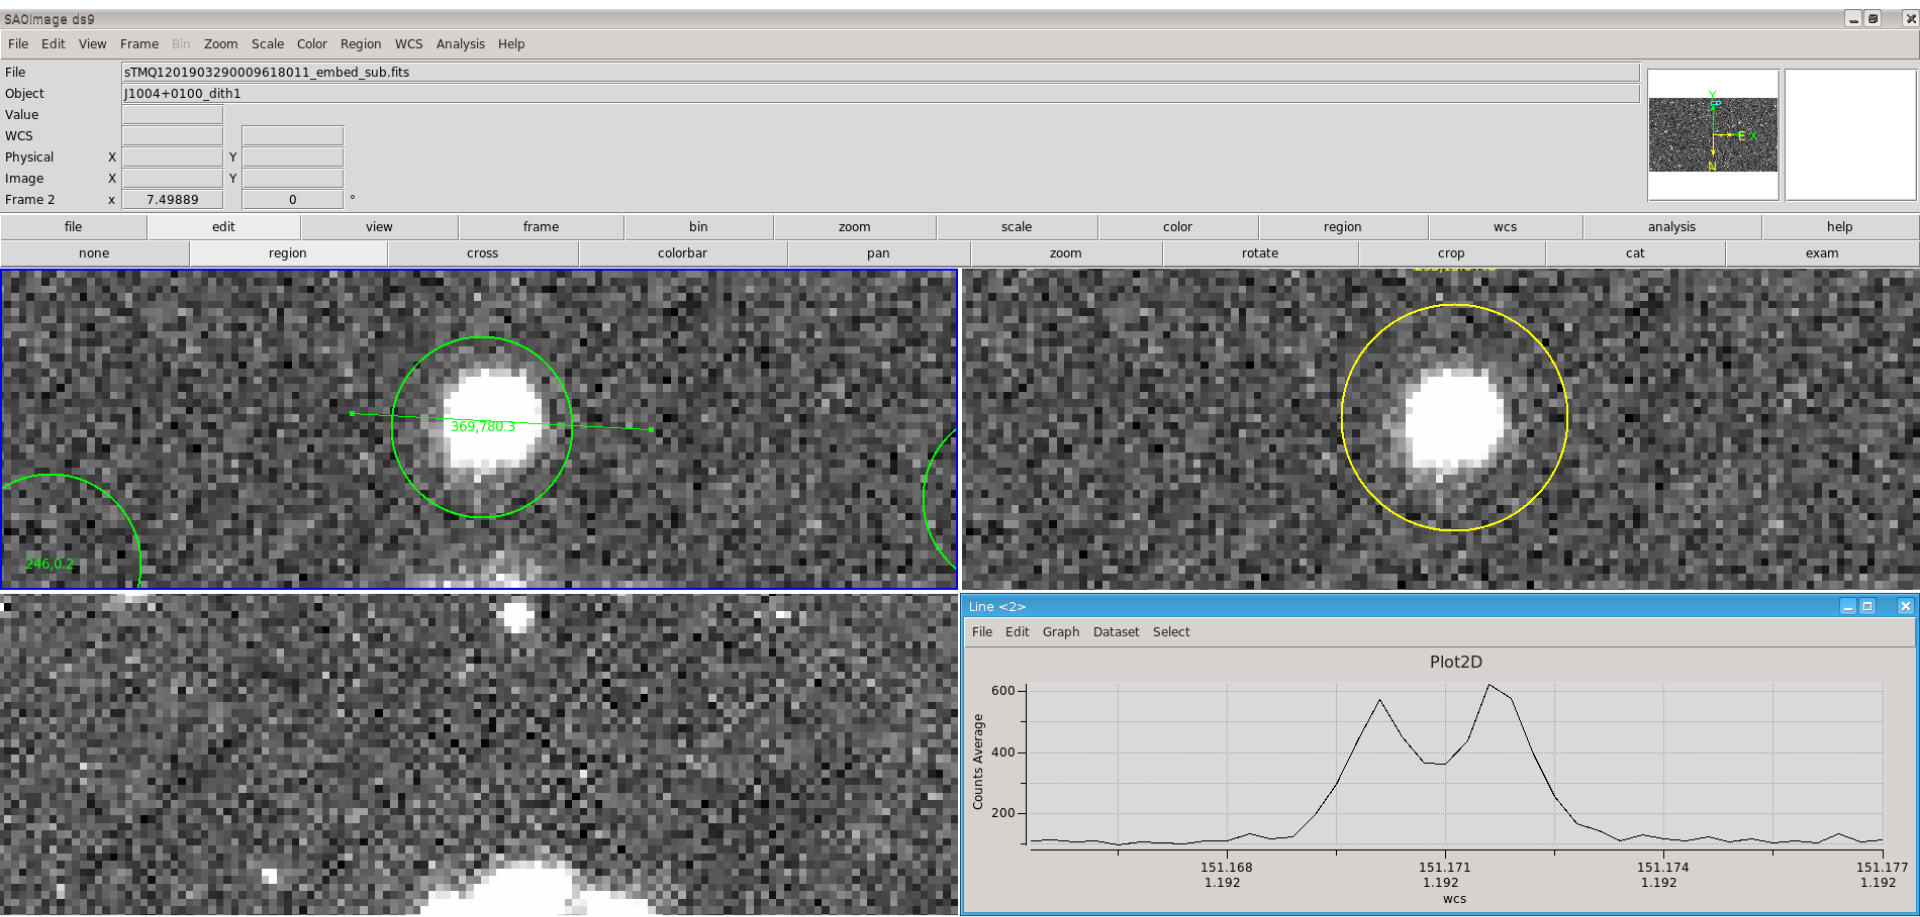 SAOImage ds9
File Edit View Frame Bin Zoom Scale Color Region WCS Analysis Help
File sTMQ1201903290009618011_embed_sub.fits
Object J1004+0100_dith1
Value
WCS
Physical X Y
Image X Y
Frame 2 x 7.49889 0 °
Y
E X
N
file edit view frame bin zoom scale color region wcs analysis help
none region cross colorbar pan zoom rotate crop cat exam
369,780.3
246,0.2
Line <2>
File Edit Graph Dataset Select
Plot2D
Counts Average
600
400
200
151.168 151.171 151.174 151.177
1.192 1.192 1.192 1.192
wcs